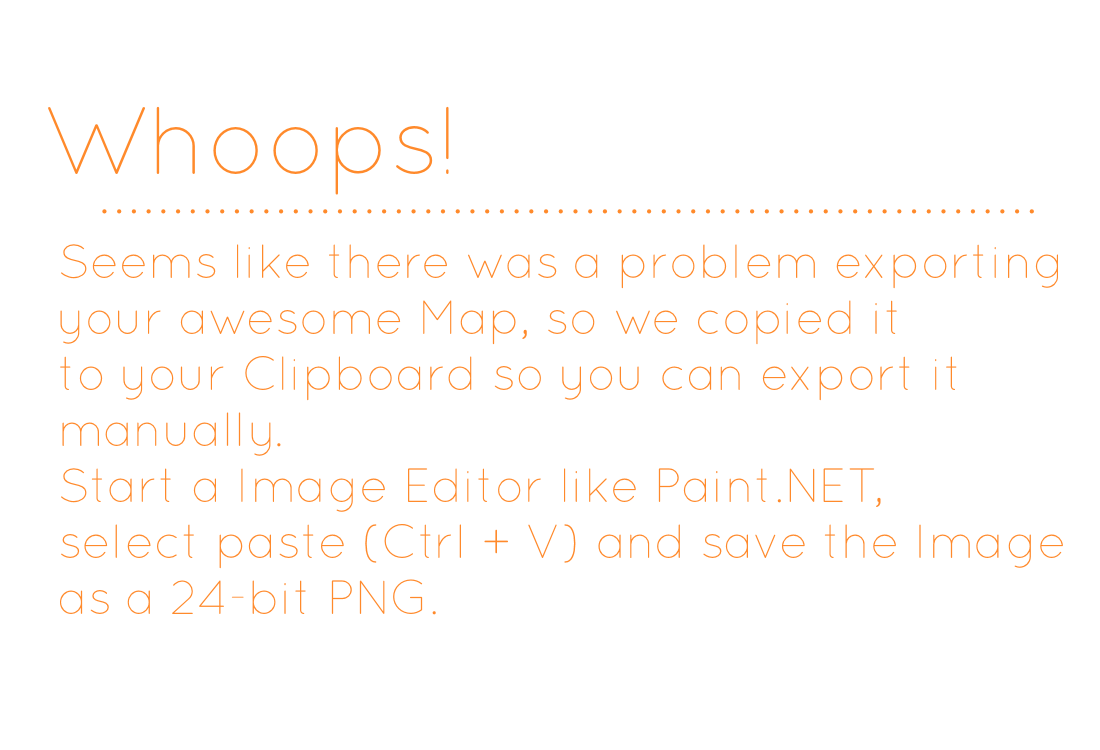 Whoops!
Seems like there was a problem exporting
your awesome Map, so we copied it
to your Clipboard so you can export it
manually.
Start a Image Editor like Paint.NET,
select paste (Ctrl + V) and save the Image
as a 24-bit PNG.